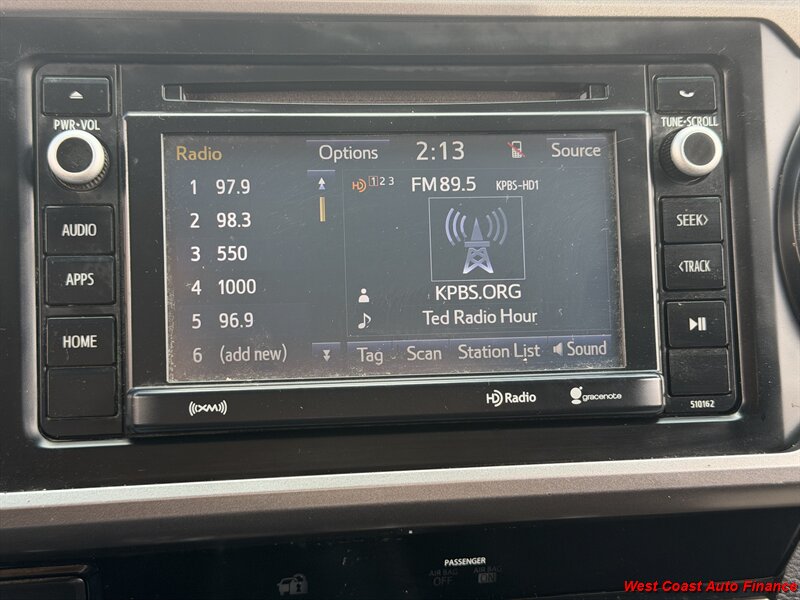 PWR•VOL
AUDIO
APPS
HOME
Radio Options 2:13 Source
1 97.9
2 98.3
3 550
4 1000
5 96.9
6 (add new)
HD 1 2 3 FM 89.5 KPBS-HD1
KPBS.ORG
Ted Radio Hour
Tag Scan Station List Sound
((XM)) HD Radio gracenote
TUNE•SCROLL
SEEK>
<TRACK
510162
PASSENGER
AIR BAG OFF AIR BAG ON
West Coast Auto Finance